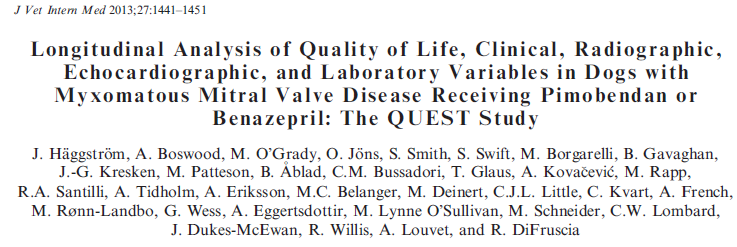 J Vet Intern Med 2013;27:1441–1451
Longitudinal Analysis of Quality of Life, Clinical, Radiographic,
Echocardiographic, and Laboratory Variables in Dogs with
Myxomatous Mitral Valve Disease Receiving Pimobendan or
Benazepril: The QUEST Study
J. Häggström, A. Boswood, M. O'Grady, O. Jöns, S. Smith, S. Swift, M. Borgarelli, B. Gavaghan,
J.-G. Kresken, M. Patteson, B. Åblad, C.M. Bussadori, T. Glaus, A. Kovačević, M. Rapp,
R.A. Santilli, A. Tidholm, A. Eriksson, M.C. Belanger, M. Deinert, C.J.L. Little, C. Kvart, A. French,
M. Rønn-Landbo, G. Wess, A. Eggertsdottir, M. Lynne O'Sullivan, M. Schneider, C.W. Lombard,
J. Dukes-McEwan, R. Willis, A. Louvet, and R. DiFruscia